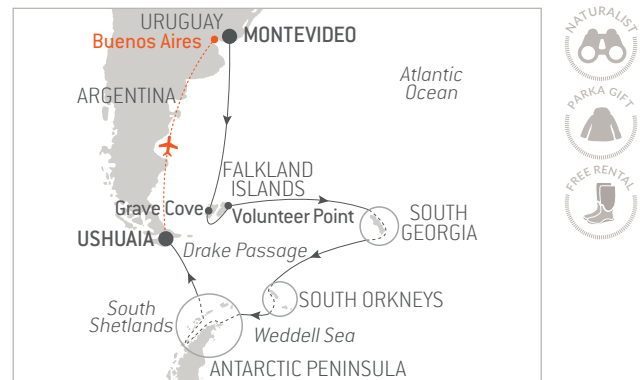 URUGUAY
Buenos Aires
MONTEVIDEO
Atlantic
Ocean
ARGENTINA
FALKLAND
ISLANDS
Grave Cove
Volunteer Point
SOUTH
GEORGIA
USHUAIA
Drake Passage
South
Shetlands
SOUTH ORKNEYS
Weddell Sea
ANTARCTIC PENINSULA
NATURALIST
PARKA GIFT
FREE RENTAL